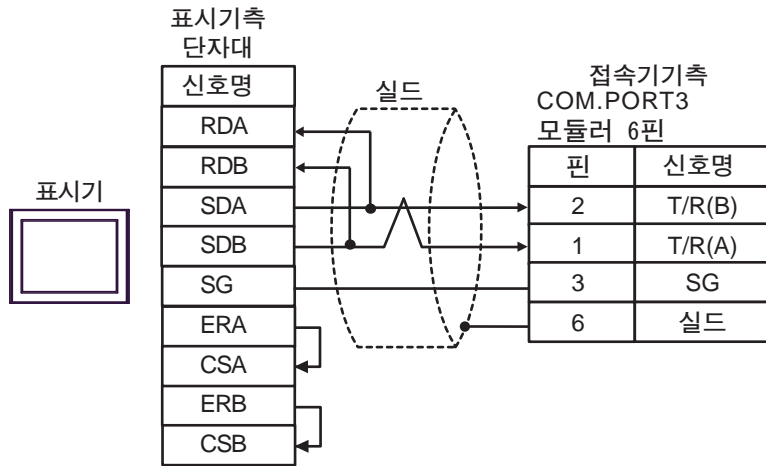 표시기측
단자대
신호명
RDA
RDB
SDA
SDB
SG
ERA
CSA
ERB
CSB
표시기
실드
접속기기측
COM.PORT3
모듈러 6핀
핀 신호명
2 T/R(B)
1 T/R(A)
3 SG
6 실드